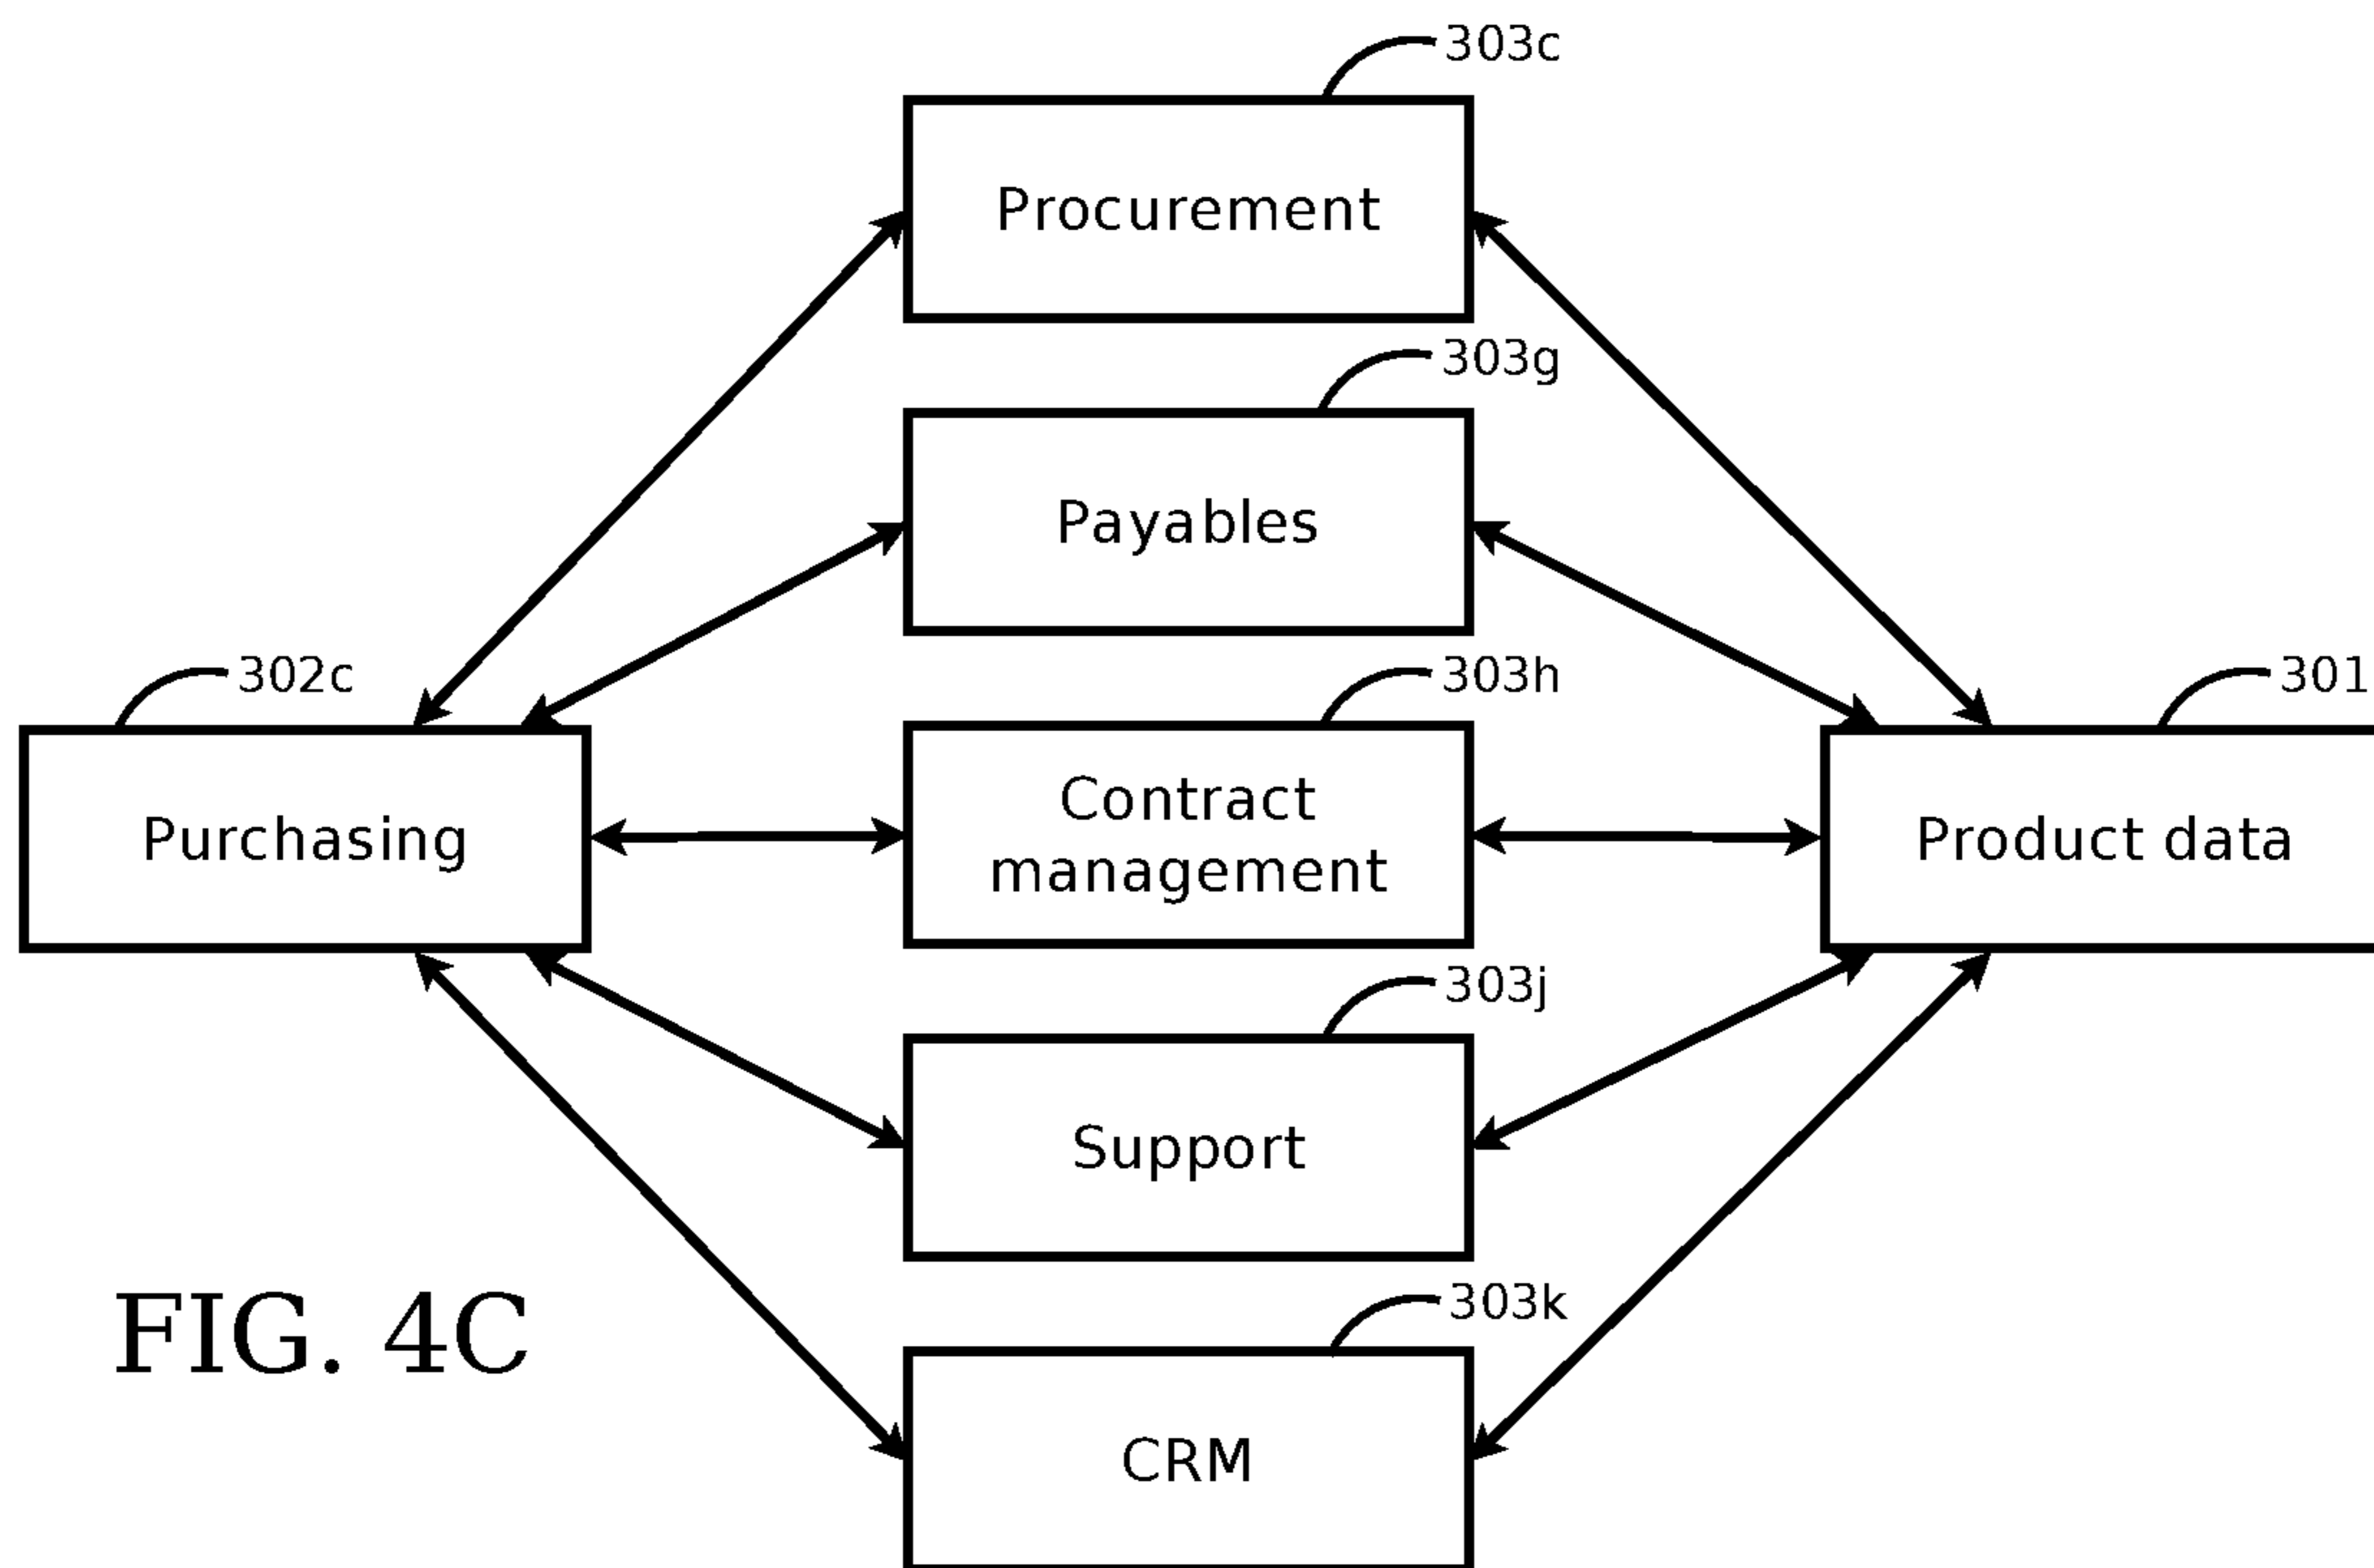 303c
Procurement
303g
Payables
302c
303h
301
Purchasing
Contract
management
Product data
303j
Support
FIG. 4C
303k
CRM